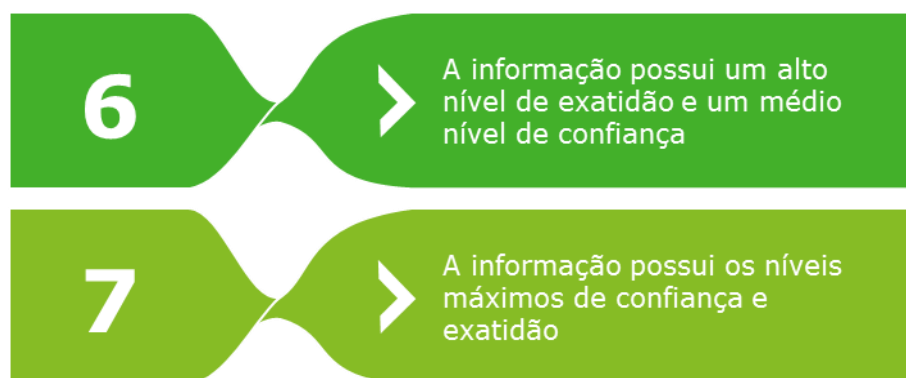 6
A informação possui um alto
nível de exatidão e um médio
nível de confiança
7
A informação possui os níveis
máximos de confiança e
exatidão